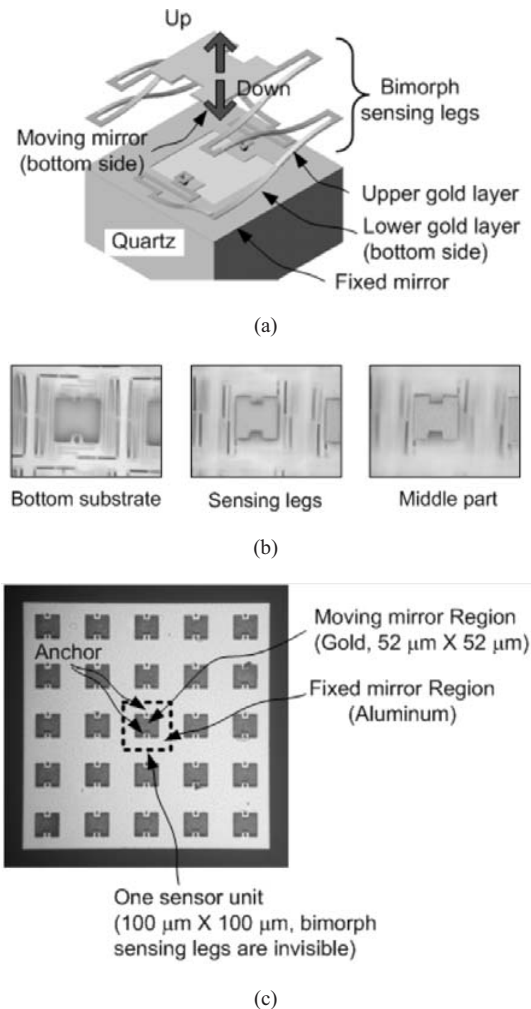 Up
Down
Bimorph
sensing legs
Moving mirror
(bottom side)
Upper gold layer
Lower gold layer
(bottom side)
Quartz
Fixed mirror
(a)
Bottom substrate
Sensing legs
Middle part
(b)
Moving mirror Region
(Gold, 52 μm X 52 μm)
Anchor
Fixed mirror Region
(Aluminum)
One sensor unit
(100 μm X 100 μm, bimorph
sensing legs are invisible)
(c)